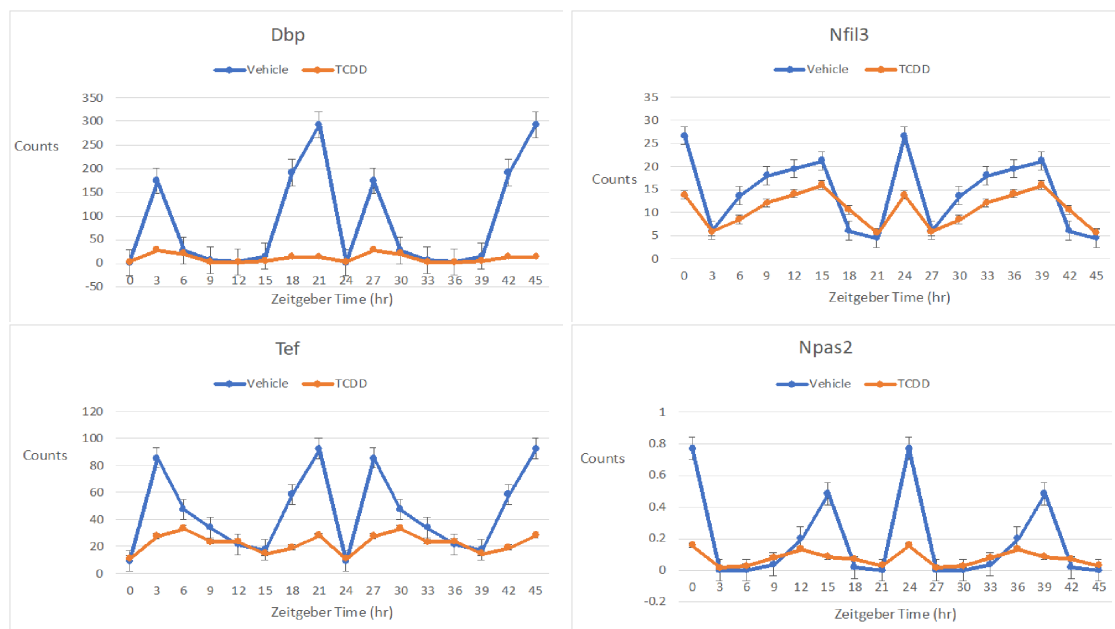 Dbp
Vehicle TCDD
350
300
250
200
150
100
50
0
-50
Counts
0 3 6 9 12 15 18 21 24 27 30 33 36 39 42 45
Zeitgeber Time (hr)
Nfil3
Vehicle TCDD
35
30
25
20
15
10
5
0
Counts
0 3 6 9 12 15 18 21 24 27 30 33 36 39 42 45
Zeitgeber Time (hr)
Tef
Vehicle TCDD
120
100
80
60
40
20
0
Counts
0 3 6 9 12 15 18 21 24 27 30 33 36 39 42 45
Zeitgeber Time (hr)
Npas2
Vehicle TCDD
1
0.8
0.6
0.4
0.2
0
-0.2
Counts
0 3 6 9 12 15 18 21 24 27 30 33 36 39 42 45
Zeitgeber Time (hr)